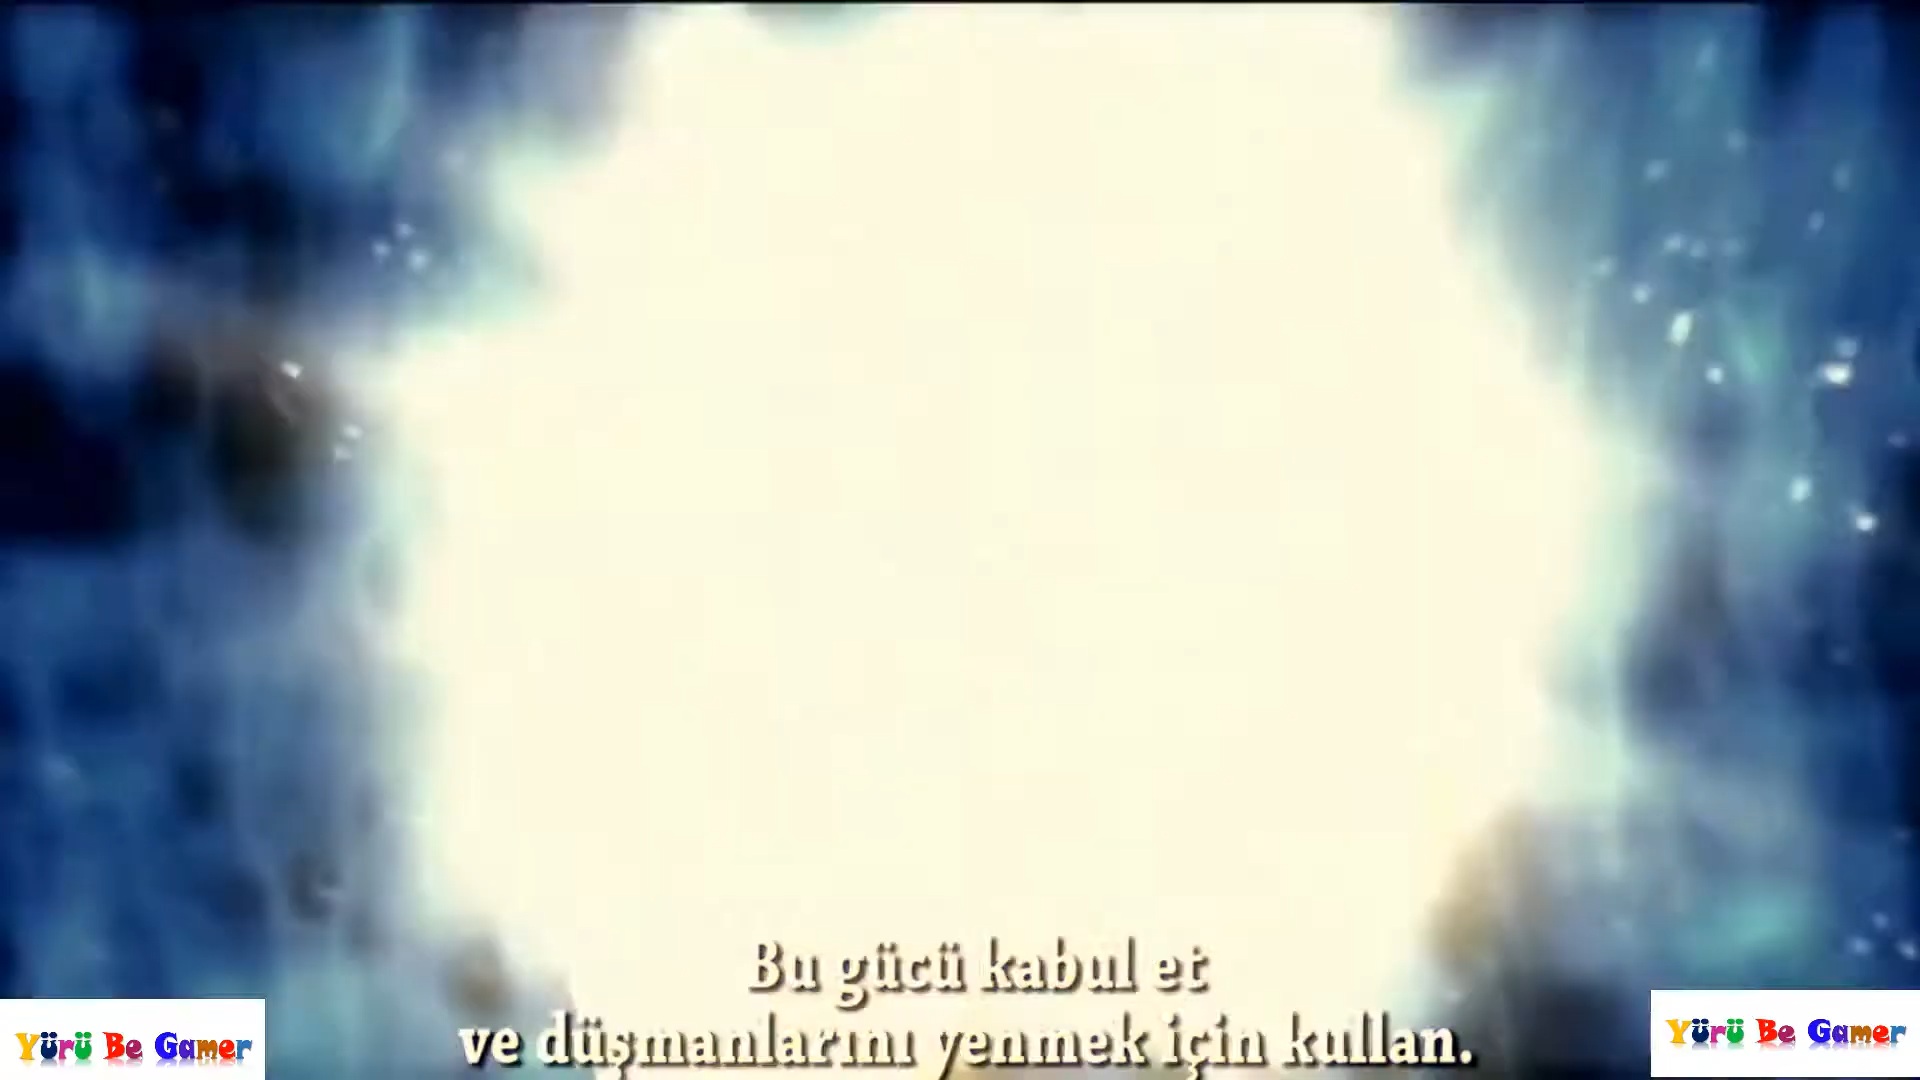 Bu gücü kabul et
ve düşmanlarını yenmek için kullan.
Yürü Be Gamer
Yürü Be Gamer